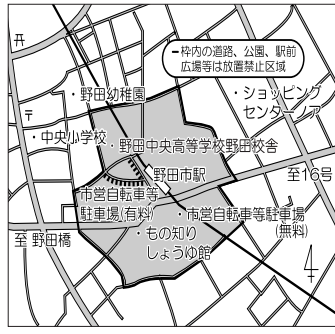 ━枠内の道路、公園、駅前
広場等は放置禁止区域
・野田幼稚園
・ショッピング
センターノア
〒
・中央小学校
・野田中央高等学校野田校舎
野田市駅
至16号
市営自転車等
駐車場(有料)
・市営自転車等駐車場
(無料)
至 野田橋
・もの知り
しょうゆ館